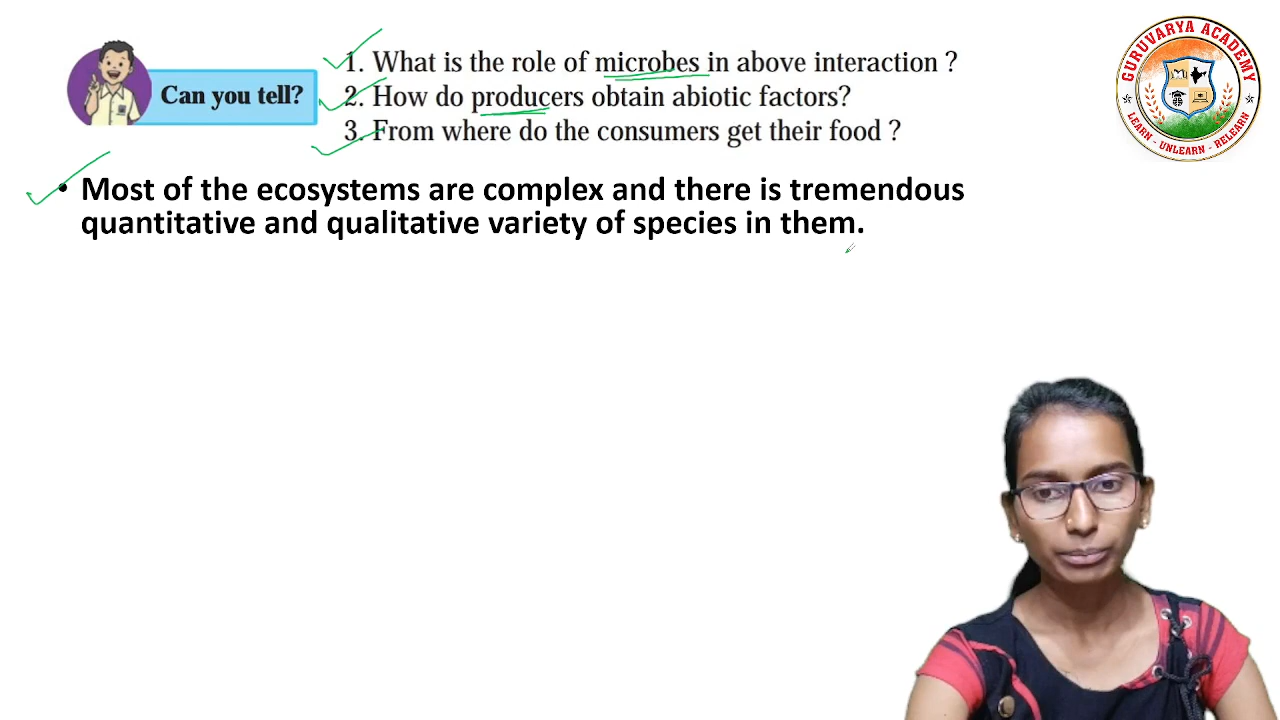 GURUVARYA ACADEMY
LEARN - UNLEARN - RELEARN
Can you tell?
1. What is the role of microbes in above interaction ?
2. How do producers obtain abiotic factors?
3. From where do the consumers get their food ?
• Most of the ecosystems are complex and there is tremendous
quantitative and qualitative variety of species in them.